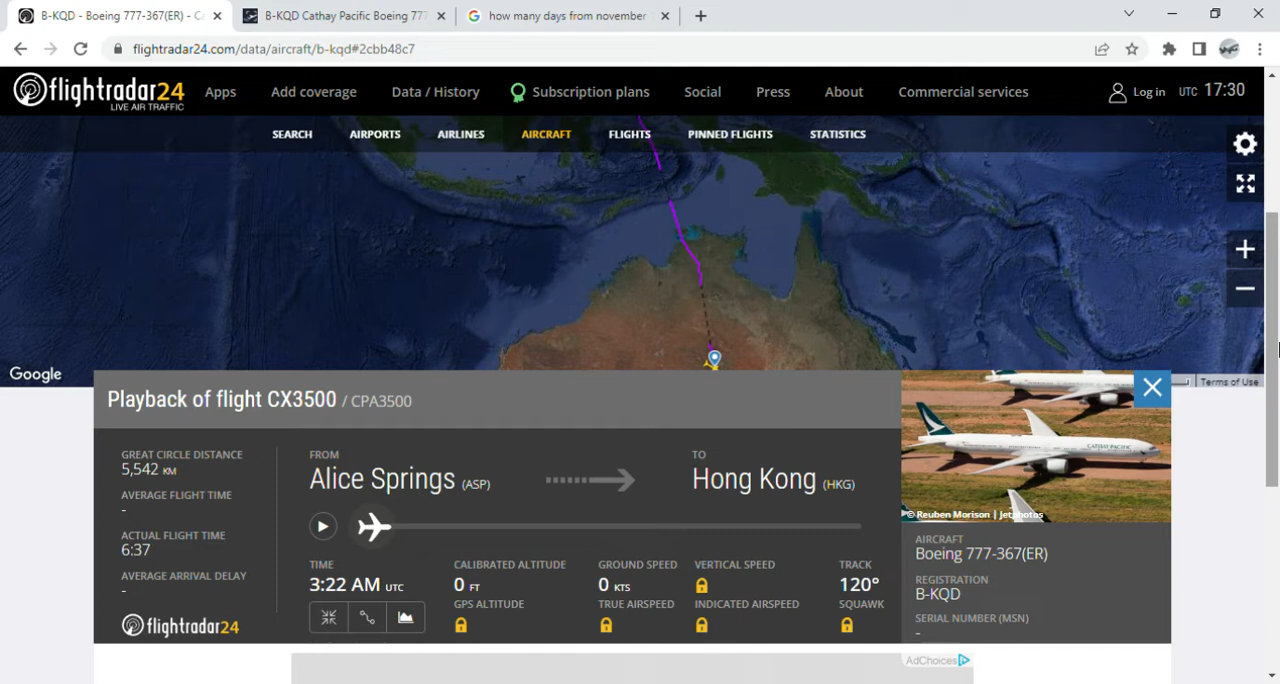 B-KQD - Boeing 777-367(ER) - Ca
B-KQD Cathay Pacific Boeing 777
how many days from november
flightradar24.com/data/aircraft/b-kqd#2cbb48c7
flightradar24
LIVE AIR TRAFFIC
Apps
Add coverage
Data / History
Subscription plans
Social
Press
About
Commercial services
Log in
UTC 17:30
SEARCH
AIRPORTS
AIRLINES
AIRCRAFT
FLIGHTS
PINNED FLIGHTS
STATISTICS
Google
Terms of Use
Playback of flight CX3500 / CPA3500
GREAT CIRCLE DISTANCE
5,542 KM
AVERAGE FLIGHT TIME
-
ACTUAL FLIGHT TIME
6:37
AVERAGE ARRIVAL DELAY
-
flightradar24
FROM
Alice Springs (ASP)
TO
Hong Kong (HKG)
TIME
3:22 AM UTC
CALIBRATED ALTITUDE
0 FT
GPS ALTITUDE
GROUND SPEED
0 KTS
TRUE AIRSPEED
VERTICAL SPEED
INDICATED AIRSPEED
TRACK
120°
SQUAWK
CATHAY PACIFIC
© Reuben Morison | Jetphotos
AIRCRAFT
Boeing 777-367(ER)
REGISTRATION
B-KQD
SERIAL NUMBER (MSN)
-
AdChoices